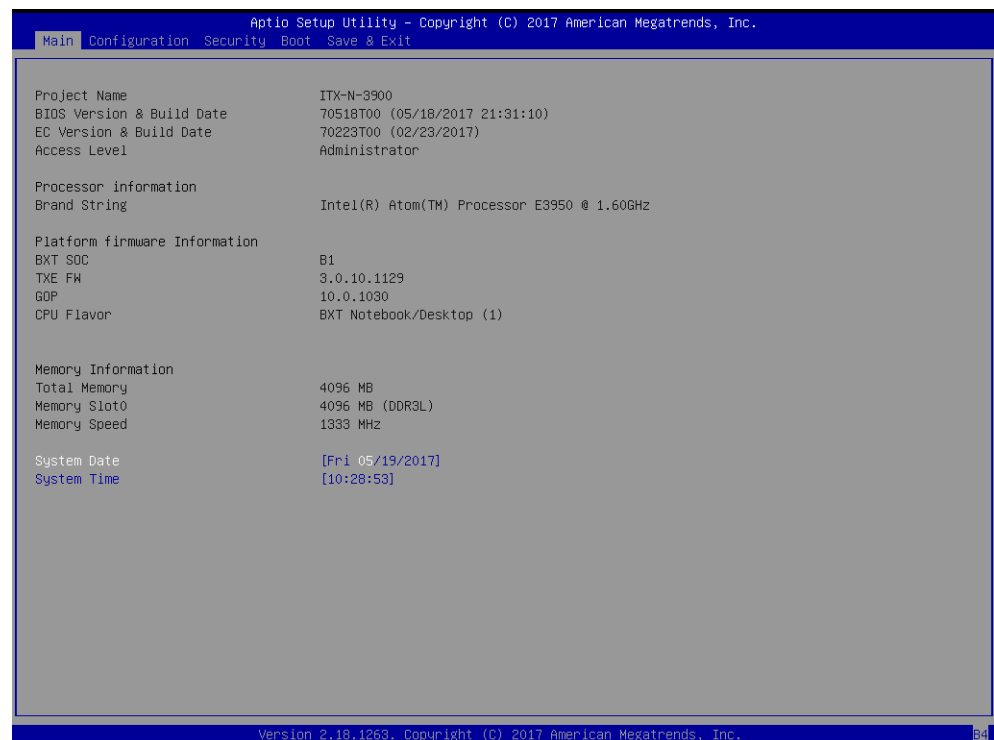 Aptio Setup Utility – Copyright (C) 2017 American Megatrends, Inc.
Main Configuration Security Boot Save & Exit
Project Name ITX-N-3900
BIOS Version & Build Date 70518T00 (05/18/2017 21:31:10)
EC Version & Build Date 70223T00 (02/23/2017)
Access Level Administrator
Processor information
Brand String Intel(R) Atom(TM) Processor E3950 @ 1.60GHz
Platform firmware Information
BXT SOC B1
TXE FW 3.0.10.1129
GOP 10.0.1030
CPU Flavor BXT Notebook/Desktop (1)
Memory Information
Total Memory 4096 MB
Memory Slot0 4096 MB (DDR3L)
Memory Speed 1333 MHz
System Date [Fri 05/19/2017]
System Time [10:28:53]
Version 2.18.1263. Copyright (C) 2017 American Megatrends, Inc.
B4